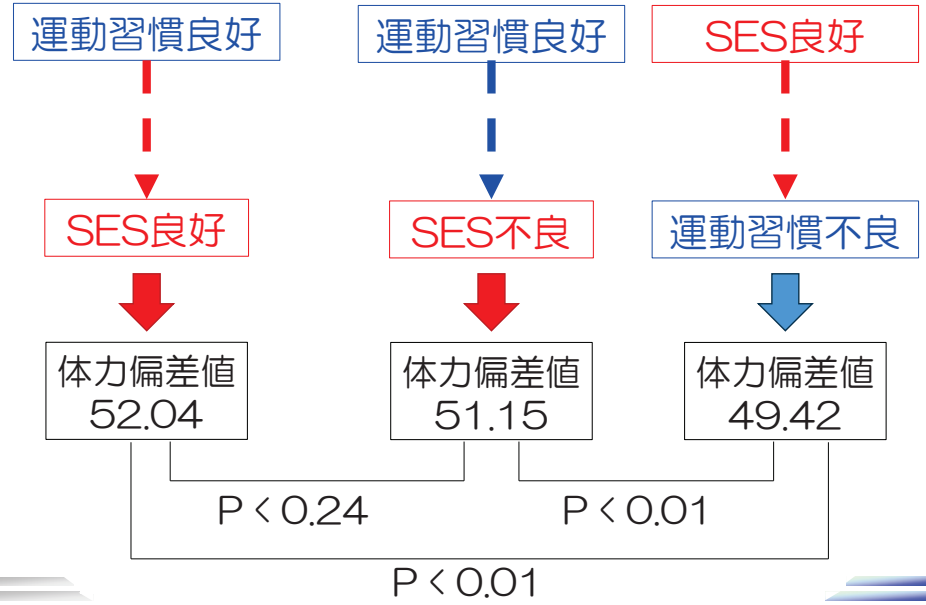 運動習慣良好
運動習慣良好
SES良好
SES良好
SES不良
運動習慣不良
体力偏差値
52.04
体力偏差値
51.15
体力偏差値
49.42
P<0.24
P<0.01
P<0.01